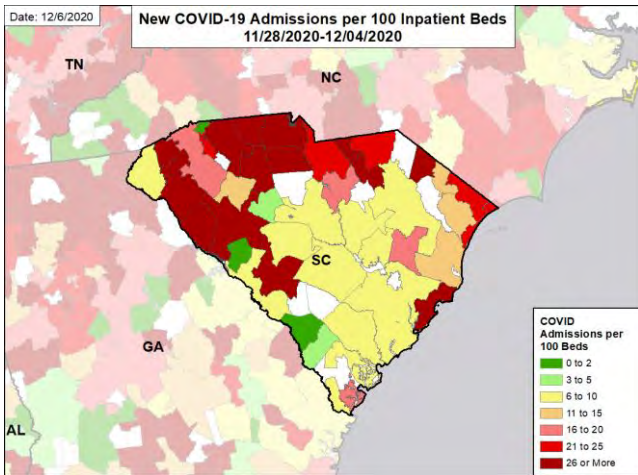 Date: 12/6/2020
New COVID-19 Admissions per 100 Inpatient Beds
11/28/2020-12/04/2020
TN
NC
SC
GA
AL
COVID
Admissions per
100 Beds
0 to 2
3 to 5
6 to 10
11 to 15
16 to 20
21 to 25
26 or More